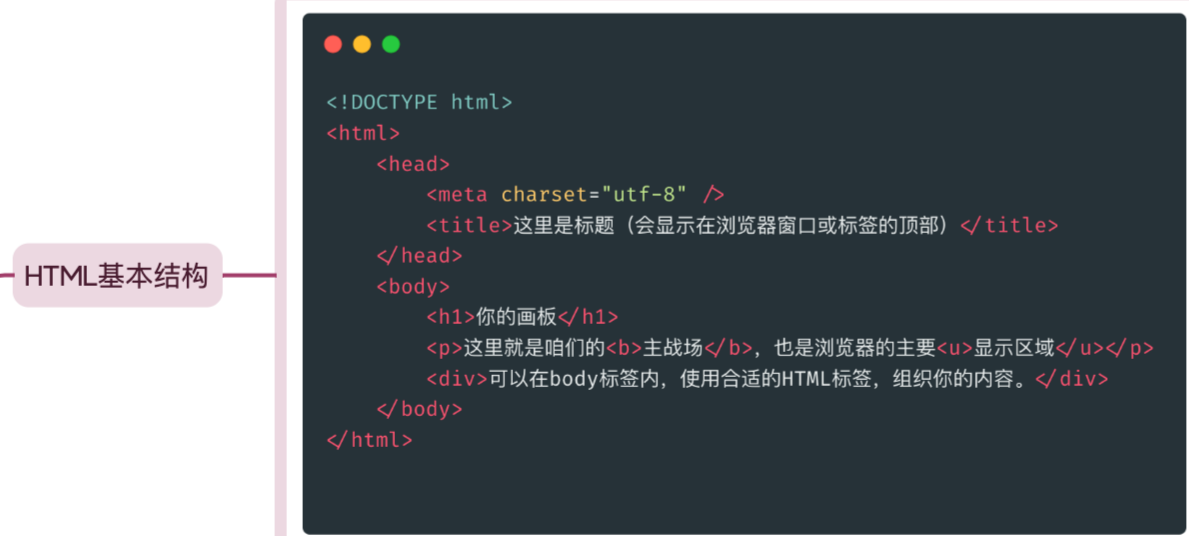 HTML基本结构
<!DOCTYPE html>
<html>
    <head>
        <meta charset="utf-8" />
        <title>这里是标题（会显示在浏览器窗口或标签的顶部）</title>
    </head>
    <body>
        <h1>你的画板</h1>
        <p>这里就是咱们的<b>主战场</b>，也是浏览器的主要<u>显示区域</u></p>
        <div>可以在body标签内，使用合适的HTML标签，组织你的内容。</div>
    </body>
</html>